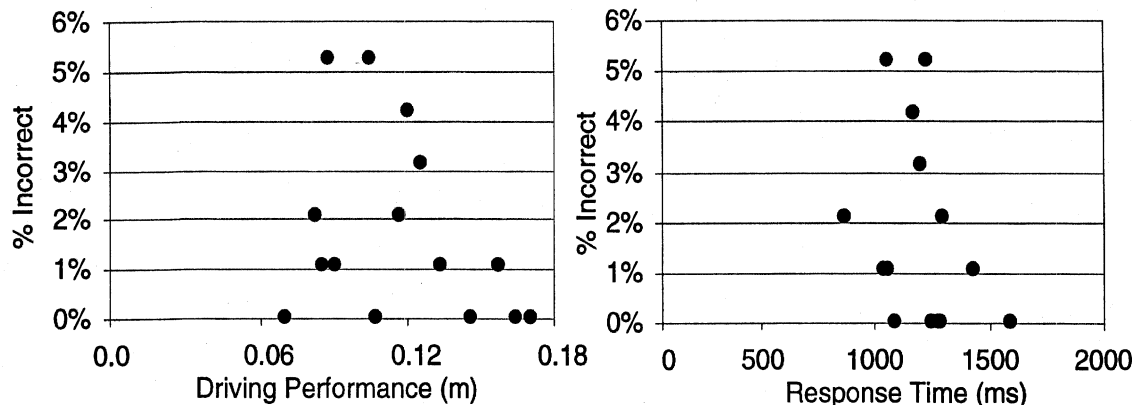 6%
5%
4%
3%
2%
1%
0%
% Incorrect
0.0 0.06 0.12 0.18
Driving Performance (m)
6%
5%
4%
3%
2%
1%
0%
% Incorrect
0 500 1000 1500 2000
Response Time (ms)